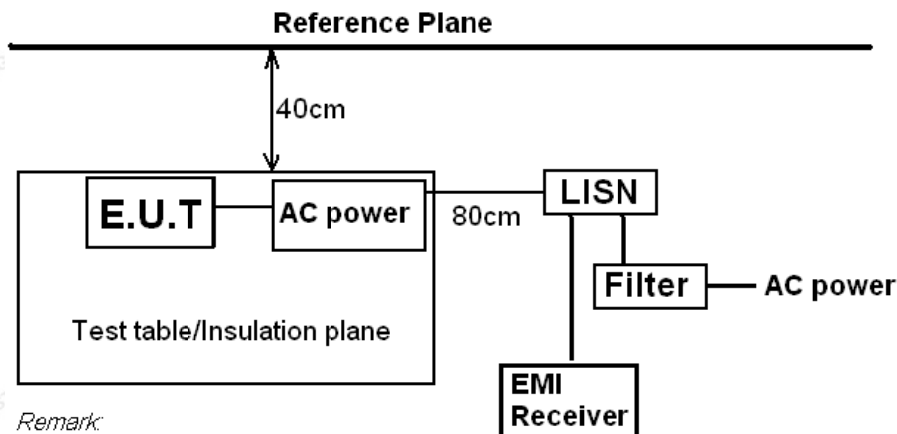 Reference Plane
40cm
E.U.T
AC power
80cm
LISN
Filter
AC power
Test table/Insulation plane
EMI
Receiver
Remark: